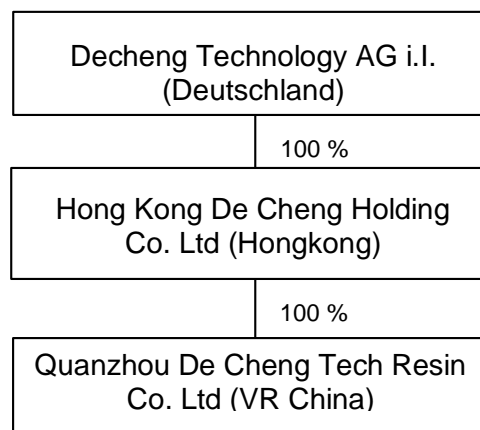 Decheng Technology AG i.I.
(Deutschland)
100 %
Hong Kong De Cheng Holding
Co. Ltd (Hongkong)
100 %
Quanzhou De Cheng Tech Resin
Co. Ltd (VR China)